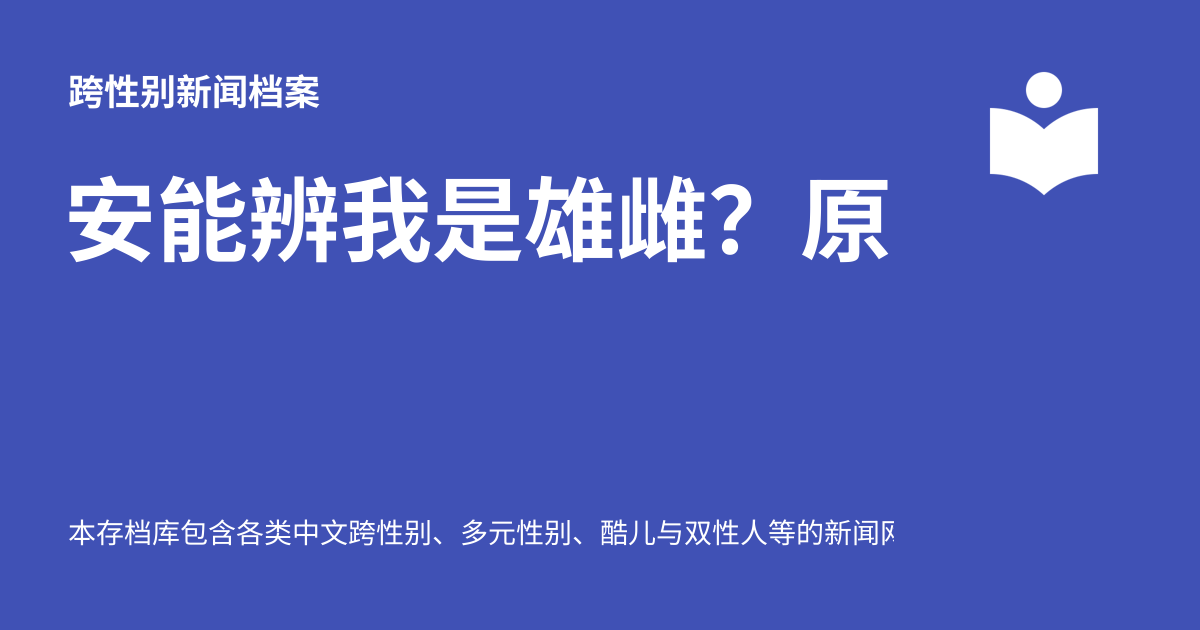 跨性别新闻档案
安能辨我是雄雌？原
本存档库包含各类中文跨性别、多元性别、酷儿与双性人等的新闻